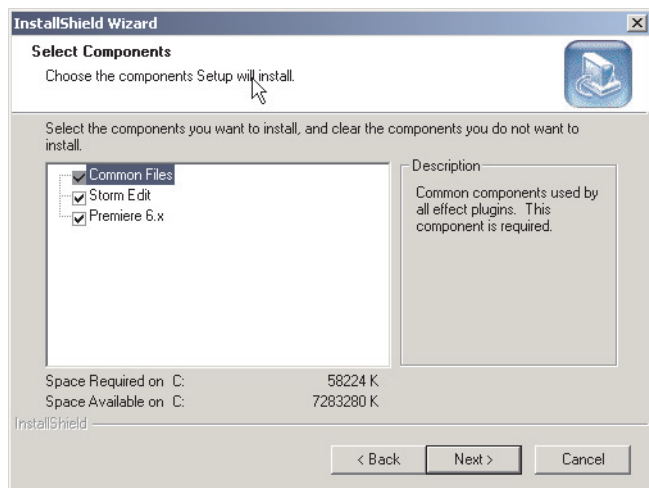 InstallShield Wizard
Select Components
Choose the components Setup will install.
Select the components you want to install, and clear the components you do not want to
install.
Common Files
Storm Edit
Premiere 6.x
Description
Common components used by
all effect plugins. This
component is required.
Space Required on C: 58224 K
Space Available on C: 7283280 K
InstallShield
< Back Next > Cancel